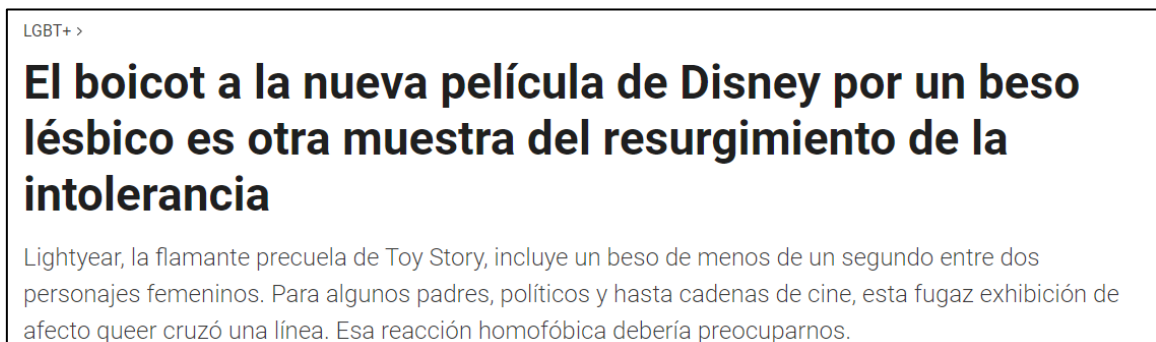 LGBT+ >
El boicot a la nueva película de Disney por un beso
lésbico es otra muestra del resurgimiento de la
intolerancia
Lightyear, la flamante precuela de Toy Story, incluye un beso de menos de un segundo entre dos
personajes femeninos. Para algunos padres, políticos y hasta cadenas de cine, esta fugaz exhibición de
afecto queer cruzó una línea. Esa reacción homofóbica debería preocuparnos.